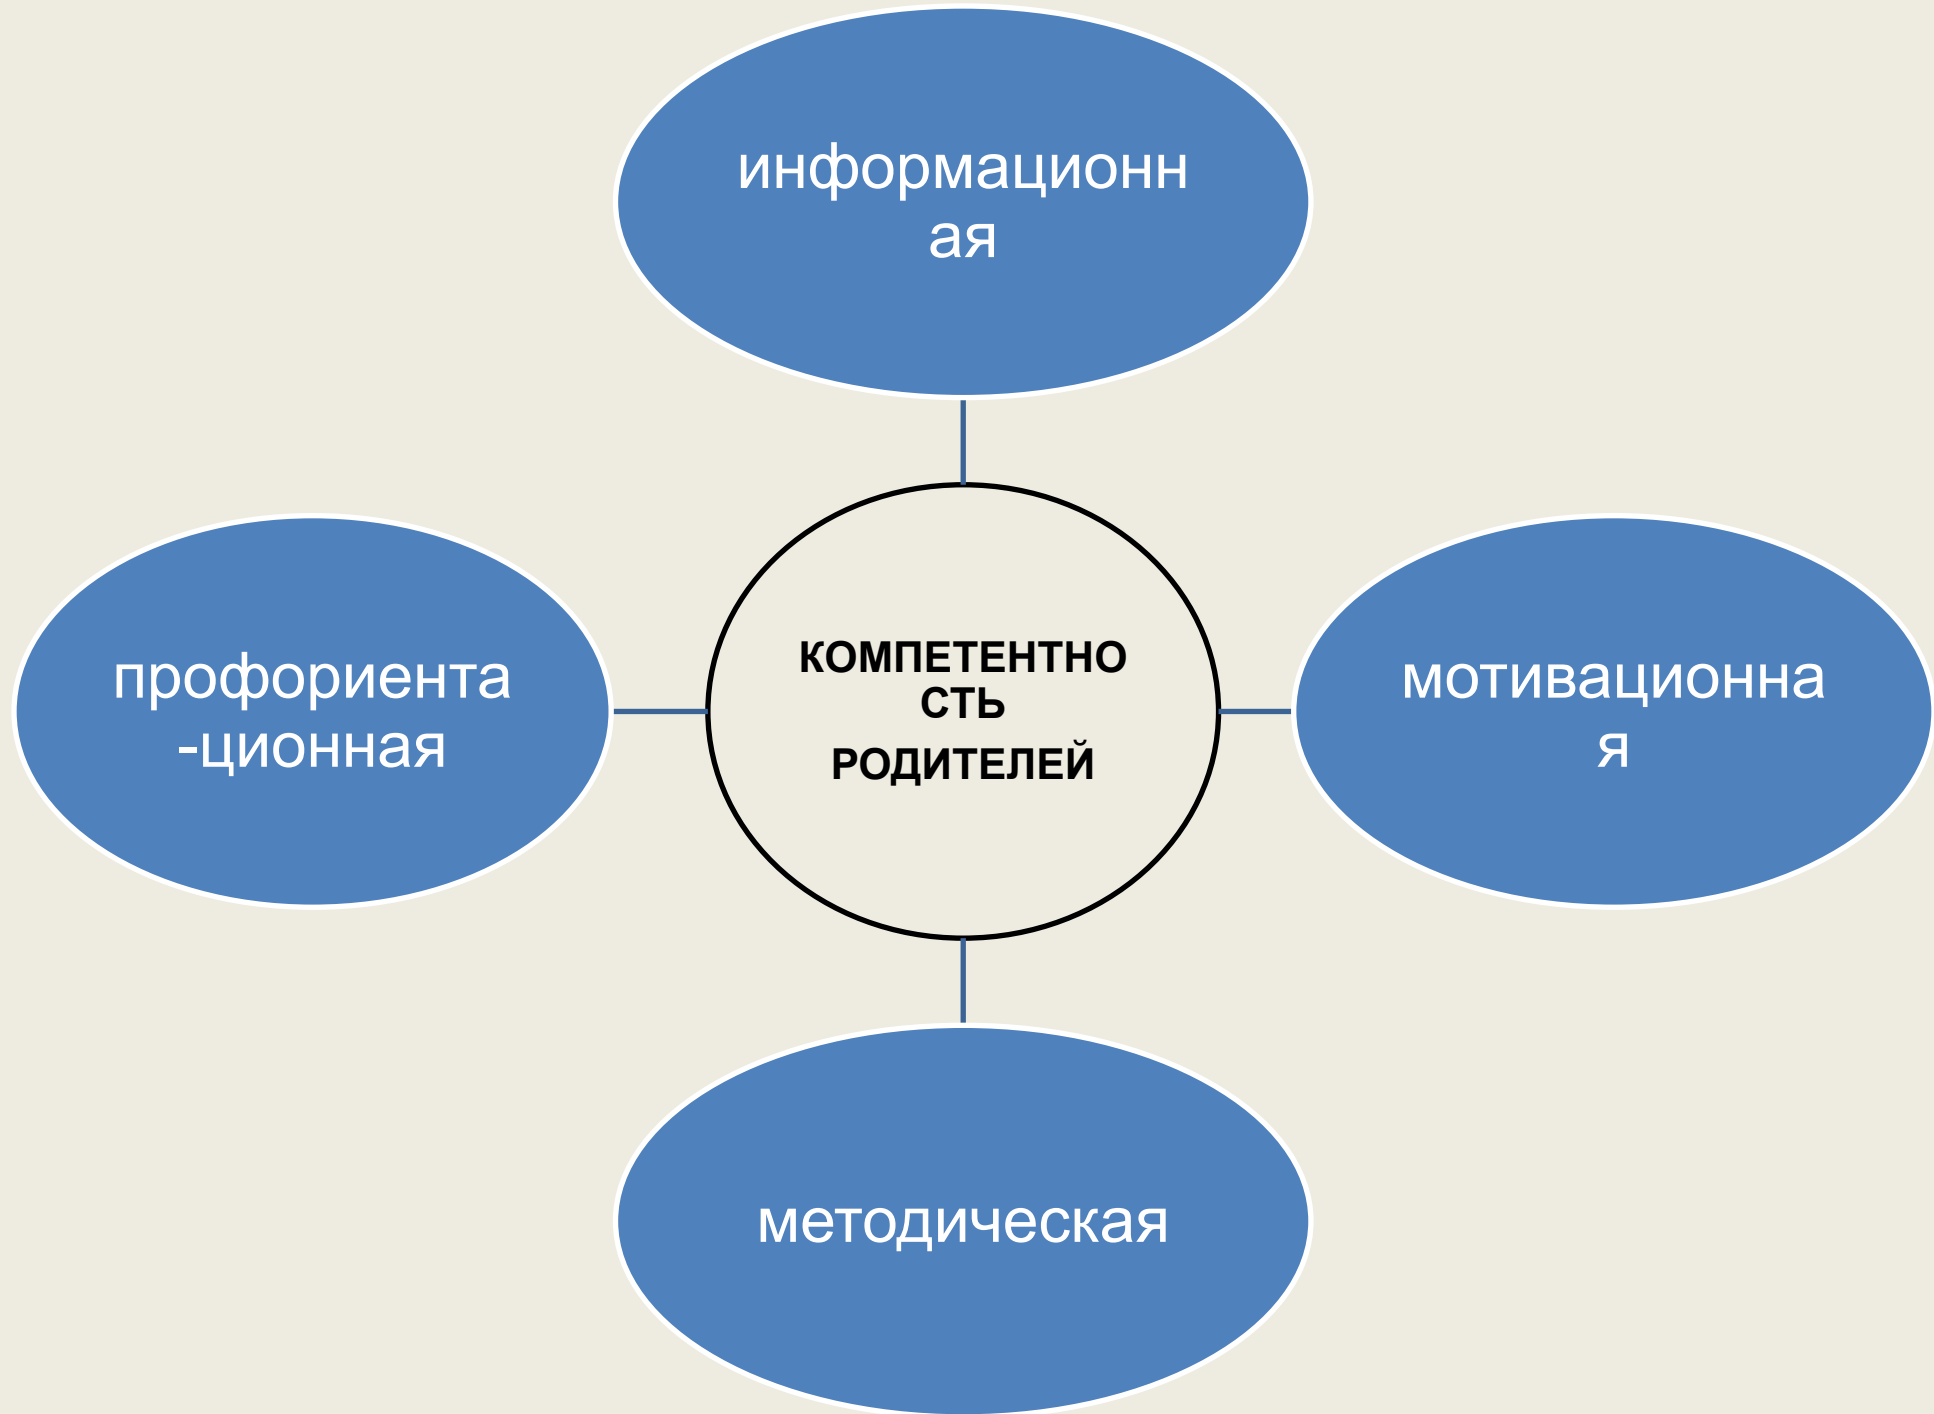 информационн
ая
профориента
-ционная
КОМПЕТЕНТНО
СТЬ
РОДИТЕЛЕЙ
мотивационна
я
методическая